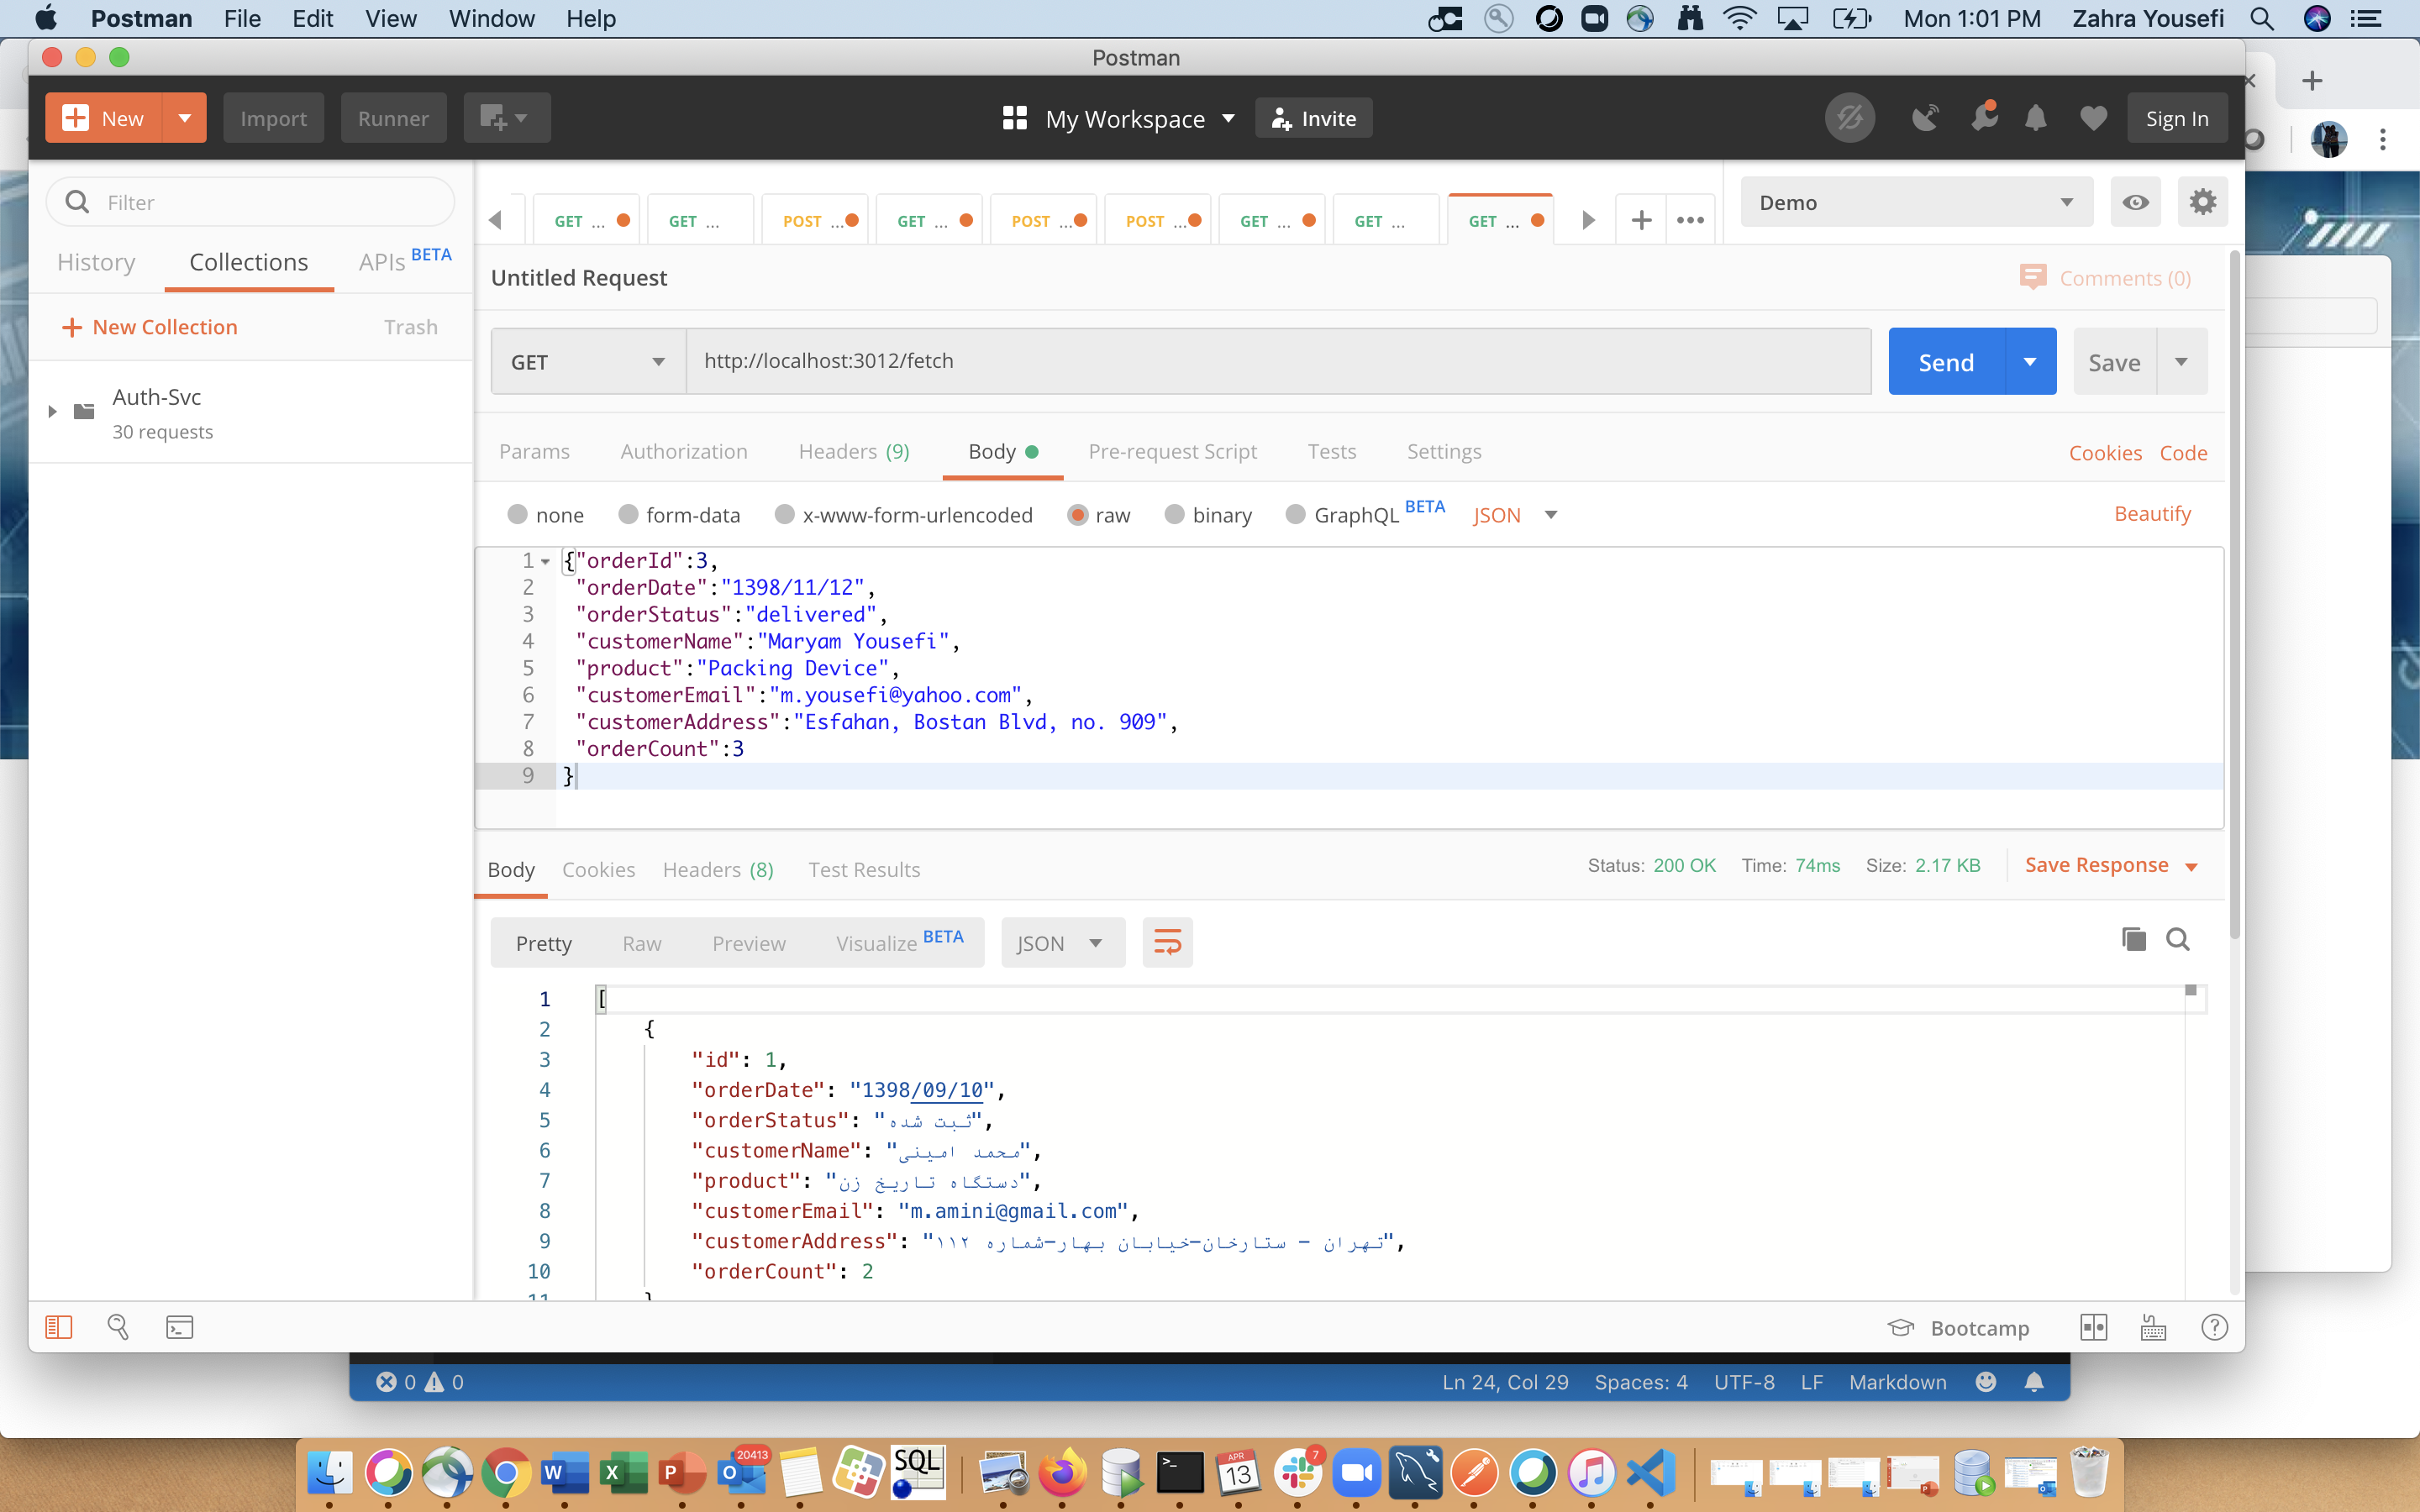 Postman File Edit View Window Help Mon 1:01 PM Zahra Yousefi
Postman
New Import Runner My Workspace Invite Sign In
Filter
GET ... GET ... POST ... GET ... POST ... POST ... GET ... GET ... GET ... Demo
History Collections APIs BETA
Untitled Request Comments (0)
New Collection Trash
GET http://localhost:3012/fetch Send Save
Auth-Svc
30 requests
Params Authorization Headers (9) Body Pre-request Script Tests Settings Cookies Code
none form-data x-www-form-urlencoded raw binary GraphQL BETA JSON Beautify
1 {"orderId":3,
2 "orderDate":"1398/11/12",
3 "orderStatus":"delivered",
4 "customerName":"Maryam Yousefi",
5 "product":"Packing Device",
6 "customerEmail":"m.yousefi@yahoo.com",
7 "customerAddress":"Esfahan, Bostan Blvd, no. 909",
8 "orderCount":3
9 }
Body Cookies Headers (8) Test Results Status: 200 OK Time: 74ms Size: 2.17 KB Save Response
Pretty Raw Preview Visualize BETA JSON
1 [
2 {
3 "id": 1,
4 "orderDate": "1398/09/10",
5 "orderStatus": "ثبت شده",
6 "customerName": "محمد امینی",
7 "product": "دستگاه تاریخ زن",
8 "customerEmail": "m.amini@gmail.com",
9 "customerAddress": "تهران - ستارخان-خیابان بهار-شماره ۱۱۲",
10 "orderCount": 2
Bootcamp
0 0 Ln 24, Col 29 Spaces: 4 UTF-8 LF Markdown
20413 SQL APR 13 7